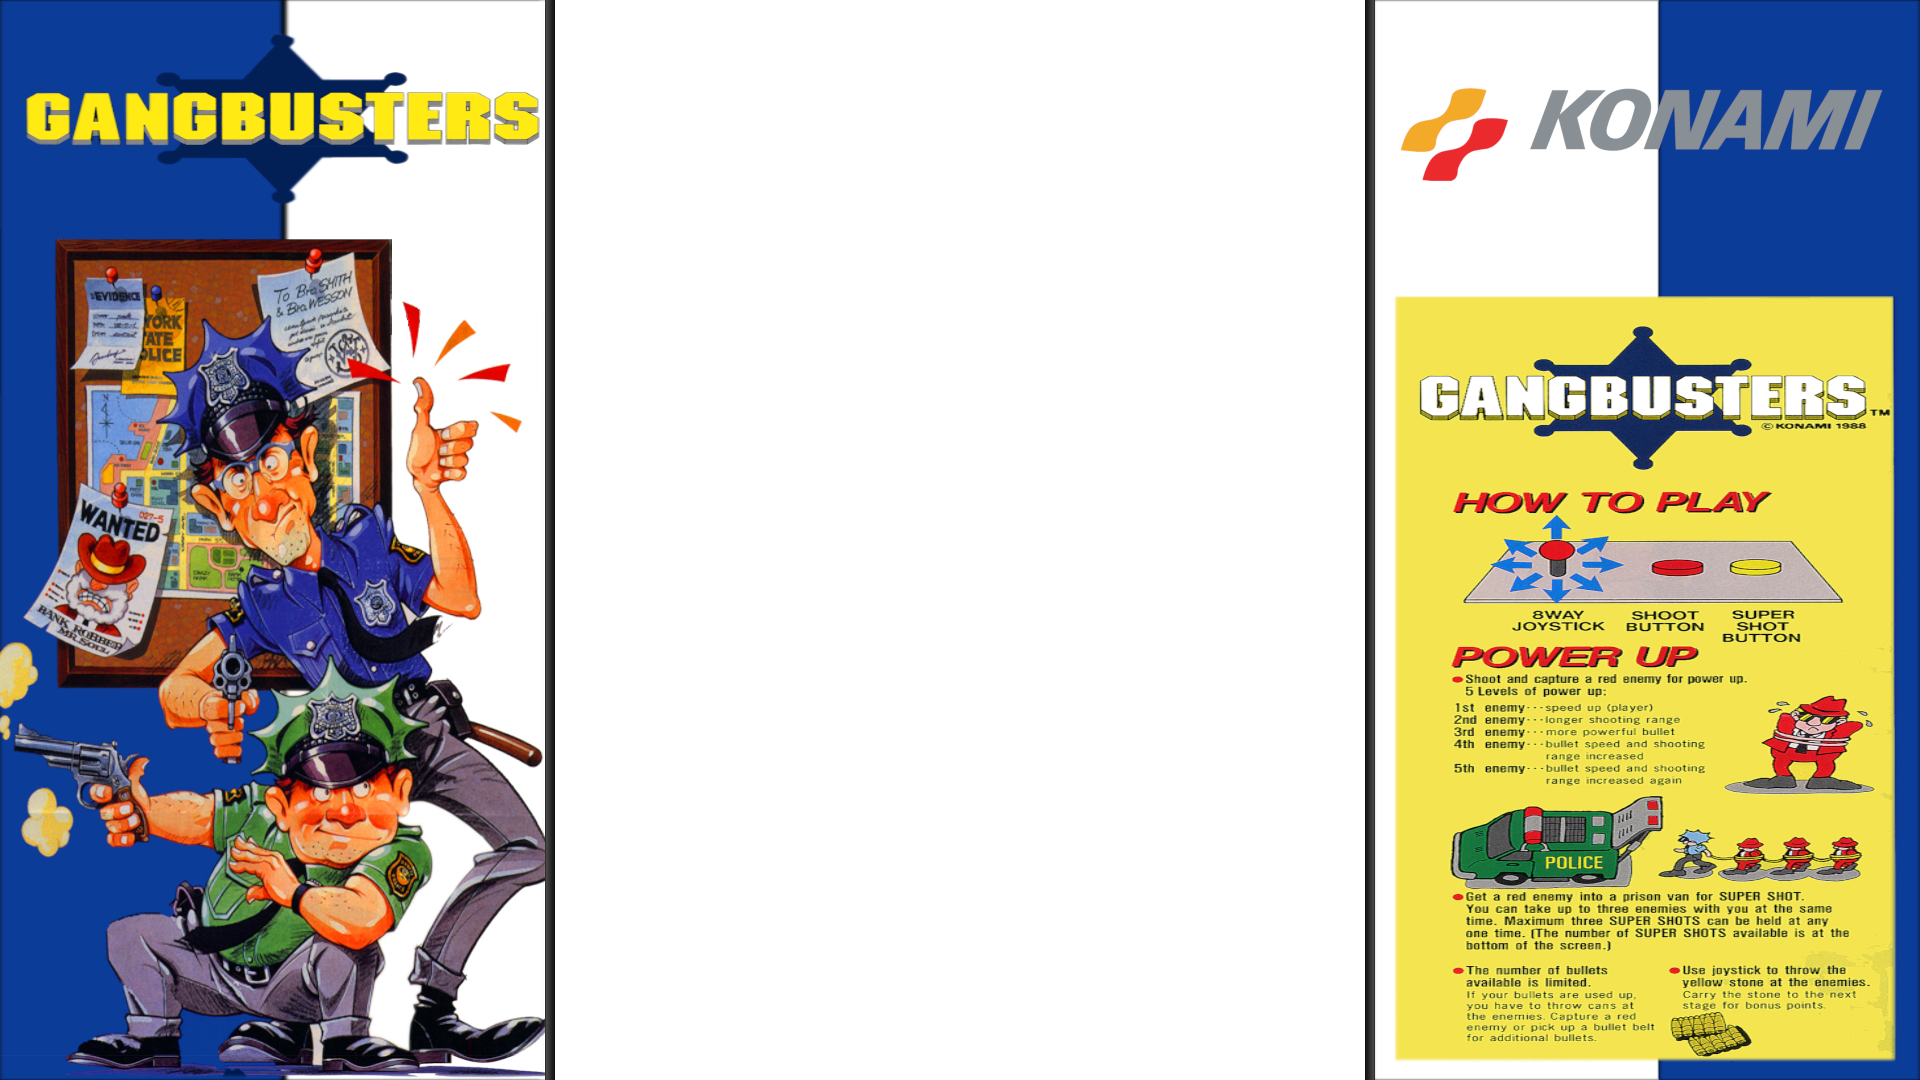 GANGBUSTERS
EVIDENCE
YORK
STATE
POLICE
To Bro. SMITH
& Bro. WESSON
WANTED
027-5
BANK ROBBER
MR. SOUL
KONAMI
GANGBUSTERS™
© KONAMI 1988
HOW TO PLAY
8WAY JOYSTICK
SHOOT BUTTON
SUPER SHOT BUTTON
POWER UP
Shoot and capture a red enemy for power up.
5 Levels of power up:
1st enemy···speed up (player)
2nd enemy···longer shooting range
3rd enemy···more powerful bullet
4th enemy···bullet speed and shooting
range increased
5th enemy···bullet speed and shooting
range increased again
POLICE
Get a red enemy into a prison van for SUPER SHOT.
You can take up to three enemies with you at the same
time. Maximum three SUPER SHOTS can be held at any
one time. (The number of SUPER SHOTS available is at the
bottom of the screen.)
The number of bullets
available is limited.
If your bullets are used up,
you have to throw cans at
the enemies. Capture a red
enemy or pick up a bullet belt
for additional bullets.
Use joystick to throw the
yellow stone at the enemies.
Carry the stone to the next
stage for bonus points.